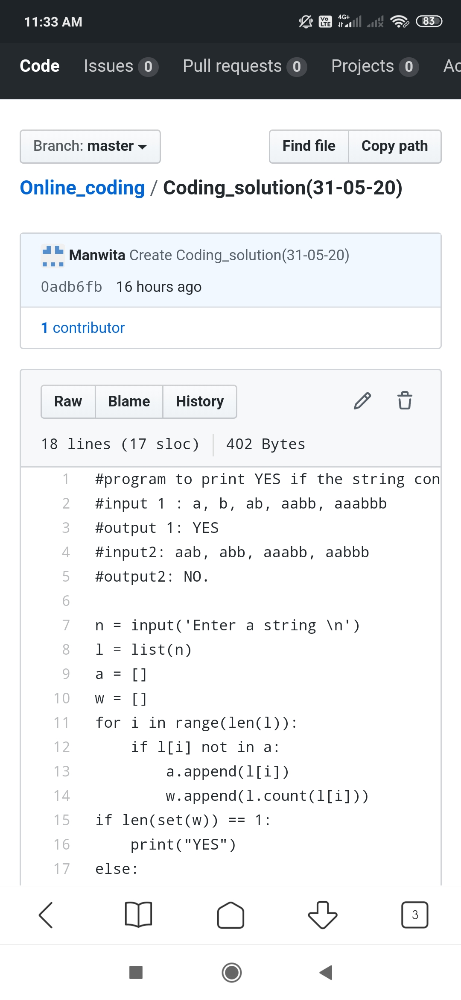 11:33 AM Vo LTE 4G+ 83
Code Issues 0 Pull requests 0 Projects 0
Branch: master Find file Copy path
Online_coding / Coding_solution(31-05-20)
Manwita Create Coding_solution(31-05-20)
0adb6fb 16 hours ago
1 contributor
Raw Blame History
18 lines (17 sloc) 402 Bytes
1 #program to print YES if the string con
2 #input 1 : a, b, ab, aabb, aaabbb
3 #output 1: YES
4 #input2: aab, abb, aaabb, aabbb
5 #output2: NO.
6
7 n = input('Enter a string \n')
8 l = list(n)
9 a = []
10 w = []
11 for i in range(len(l)):
12     if l[i] not in a:
13         a.append(l[i])
14         w.append(l.count(l[i]))
15 if len(set(w)) == 1:
16     print("YES")
17 else:
3